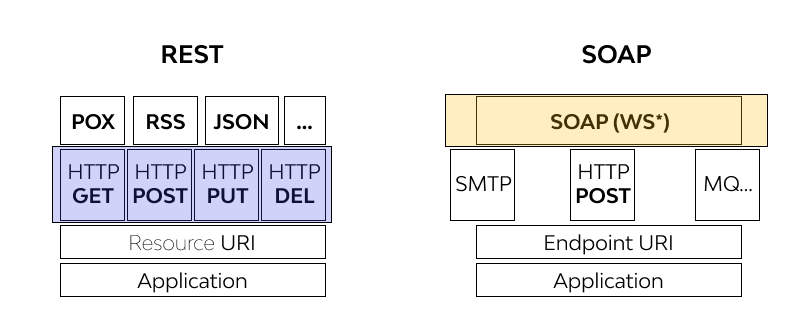 REST
POX RSS JSON ...
HTTP HTTP HTTP HTTP
GET POST PUT DEL
Resource URI
Application
SOAP
SOAP (WS*)
SMTP
HTTP
POST
MQ...
Endpoint URI
Application